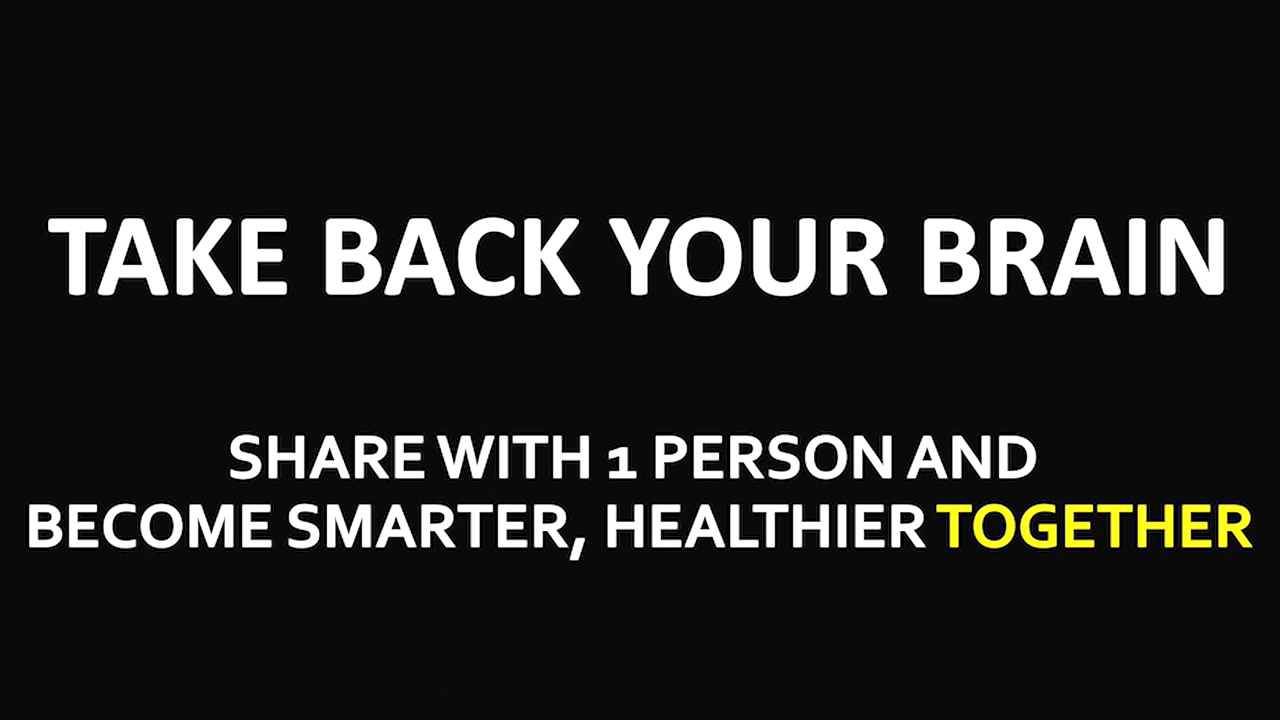 TAKE BACK YOUR BRAIN
SHARE WITH 1 PERSON AND
BECOME SMARTER, HEALTHIER TOGETHER